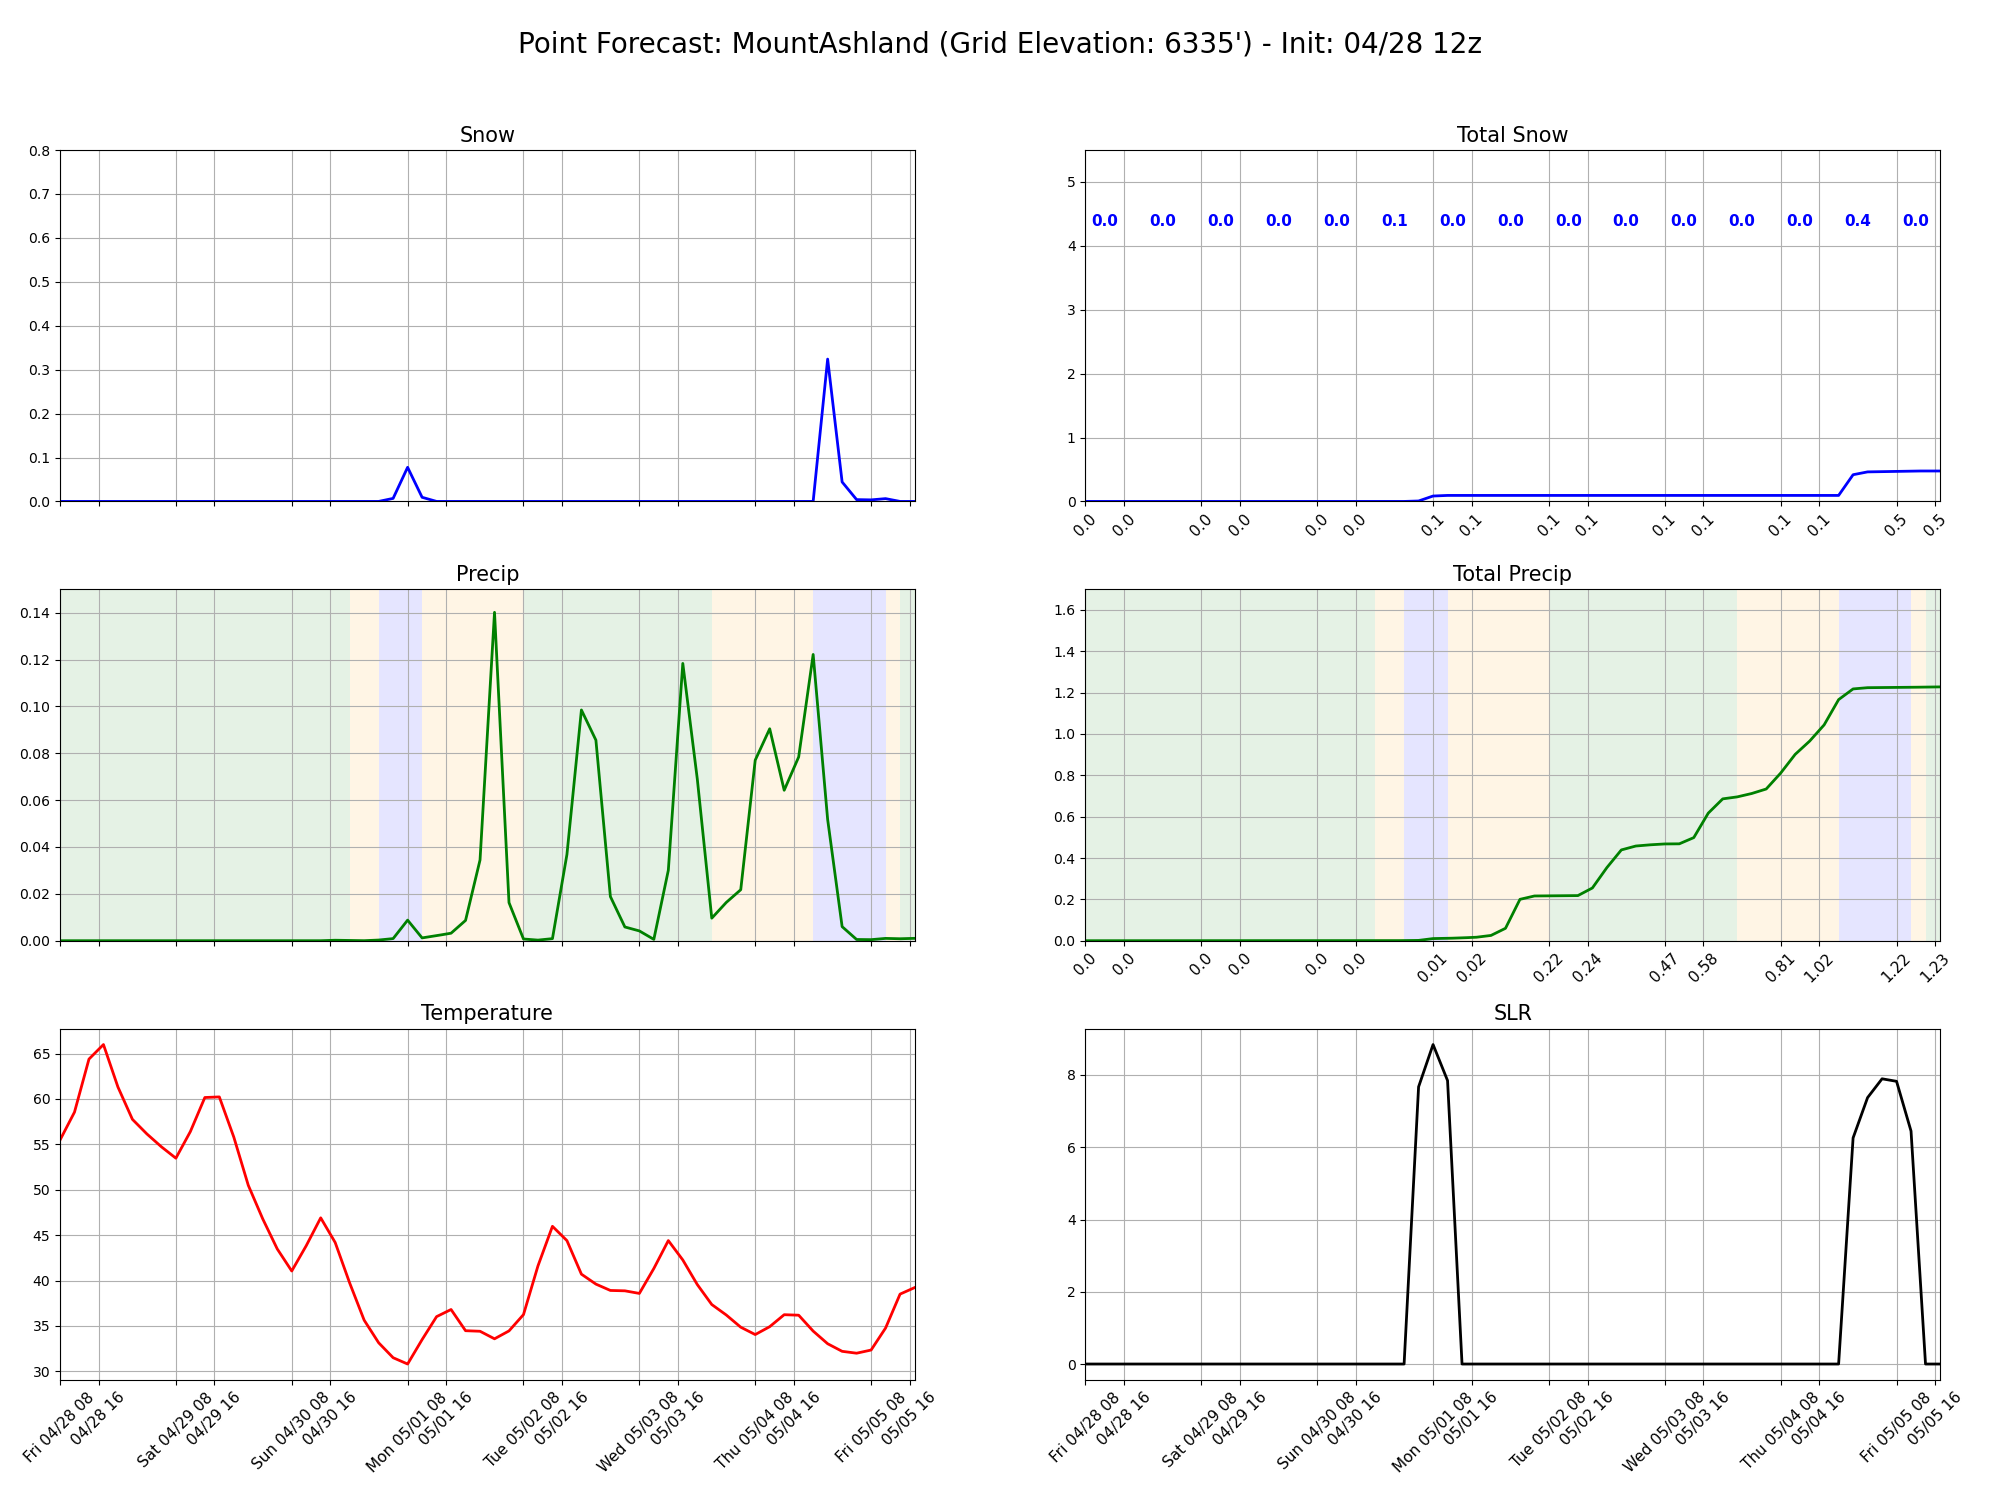 Point Forecast: MountAshland (Grid Elevation: 6335') - Init: 04/28 12z
Snow
0.8
0.7
0.6
0.5
0.4
0.3
0.2
0.1
0.0
Total Snow
5
4
3
2
1
0
0.0 0.0 0.0 0.0 0.0 0.1 0.0 0.0 0.0 0.0 0.0 0.0 0.0 0.4 0.0
0.0 0.0 0.0 0.0 0.0 0.0 0.1 0.1 0.1 0.1 0.1 0.1 0.1 0.1 0.5 0.5
Precip
0.14
0.12
0.10
0.08
0.06
0.04
0.02
0.00
Total Precip
1.6
1.4
1.2
1.0
0.8
0.6
0.4
0.2
0.0
0.0 0.0 0.0 0.0 0.0 0.0 0.01 0.02 0.22 0.24 0.47 0.58 0.81 1.02 1.22 1.23
Temperature
65
60
55
50
45
40
35
30
Fri 04/28 08
04/28 16
Sat 04/29 08
04/29 16
Sun 04/30 08
04/30 16
Mon 05/01 08
05/01 16
Tue 05/02 08
05/02 16
Wed 05/03 08
05/03 16
Thu 05/04 08
05/04 16
Fri 05/05 08
05/05 16
SLR
8
6
4
2
0
Fri 04/28 08
04/28 16
Sat 04/29 08
04/29 16
Sun 04/30 08
04/30 16
Mon 05/01 08
05/01 16
Tue 05/02 08
05/02 16
Wed 05/03 08
05/03 16
Thu 05/04 08
05/04 16
Fri 05/05 08
05/05 16